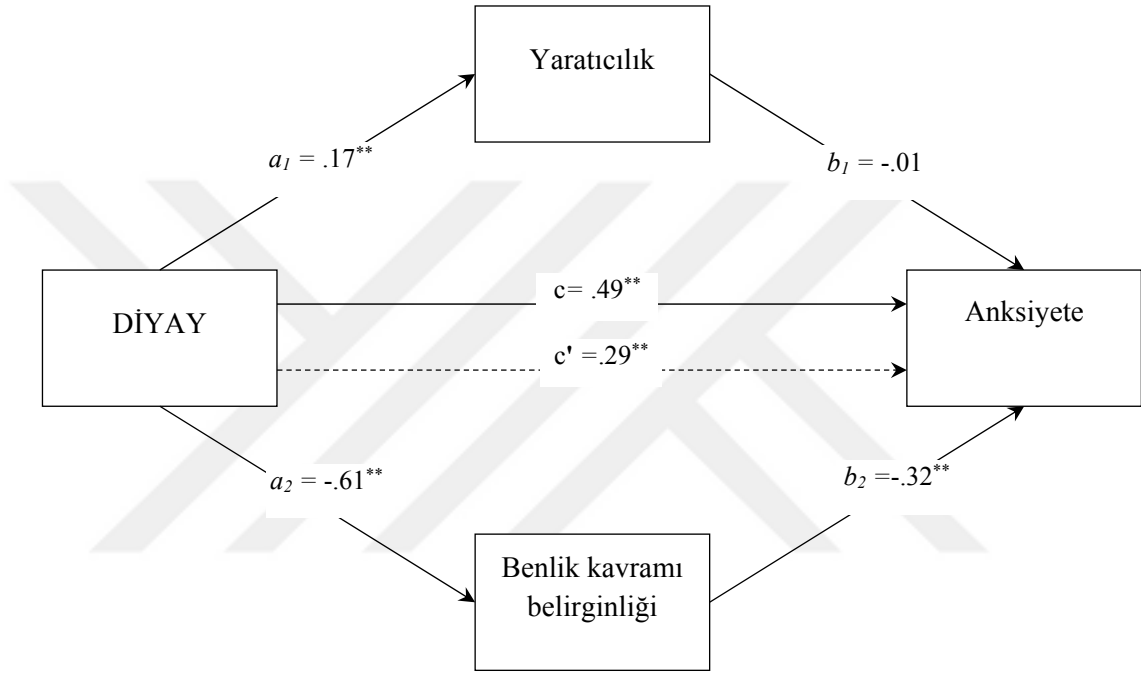 Yaratıcılık
a₁ = .17**
b₁ = -.01
DİYAY
c= .49**
c' =.29**
Anksiyete
a₂ = -.61**
b₂ =-.32**
Benlik kavramı
belirginliği